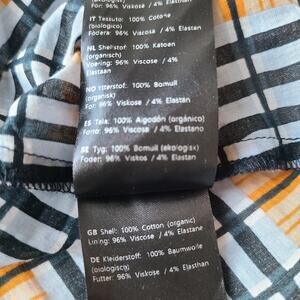 For: 96% Viskose / 4% Elastan
IT Tessuto: 100% Cotone
(biologico)
Fodera: 96% Viscosa / 4% Elastan
NL Shelstof: 100% Katoen
(organisch)
Voering: 96% Viscose / 4%
Elastaan
NO Ytterstoff: 100% Bomull
(organisk)
Fôr: 96% Viskose / 4% Elastan
ES Tela: 100% Algodón (orgánico)
Forro: 96% Viscosa / 4% Elastano
SE Tyg: 100% Bomull (ekologisk)
Foder: 96% Viskos / 4% Elastan
GB Shell: 100% Cotton (organic)
Lining: 96% Viscose / 4% Elastane
DE Kleiderstoff: 100% Baumwolle
(biologisch)
Futter: 96% Viskose / 4% Elasthan